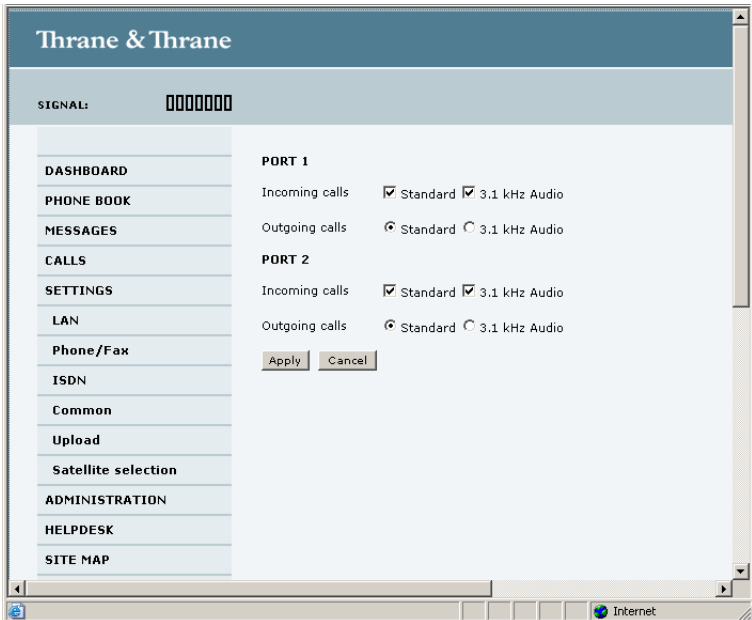 Thrane & Thrane
SIGNAL:
DASHBOARD
PHONE BOOK
MESSAGES
CALLS
SETTINGS
LAN
Phone/Fax
ISDN
Common
Upload
Satellite selection
ADMINISTRATION
HELPDESK
SITE MAP
PORT 1
Incoming calls Standard 3.1 kHz Audio
Outgoing calls Standard 3.1 kHz Audio
PORT 2
Incoming calls Standard 3.1 kHz Audio
Outgoing calls Standard 3.1 kHz Audio
Apply Cancel
Internet